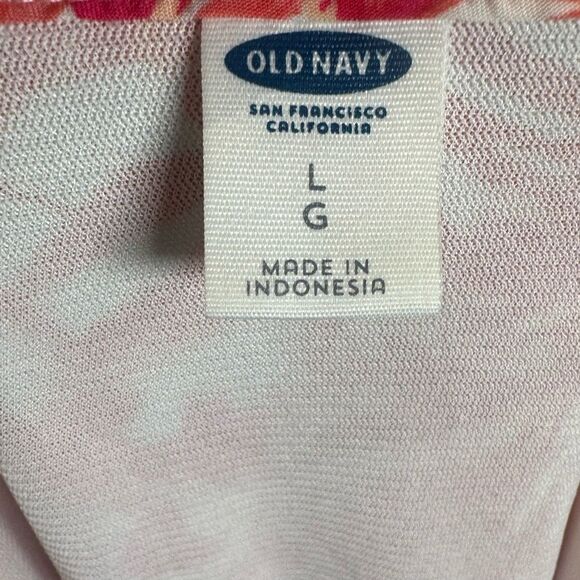 OLD NAVY
SAN FRANCISCO
CALIFORNIA
L
G
MADE IN
INDONESIA